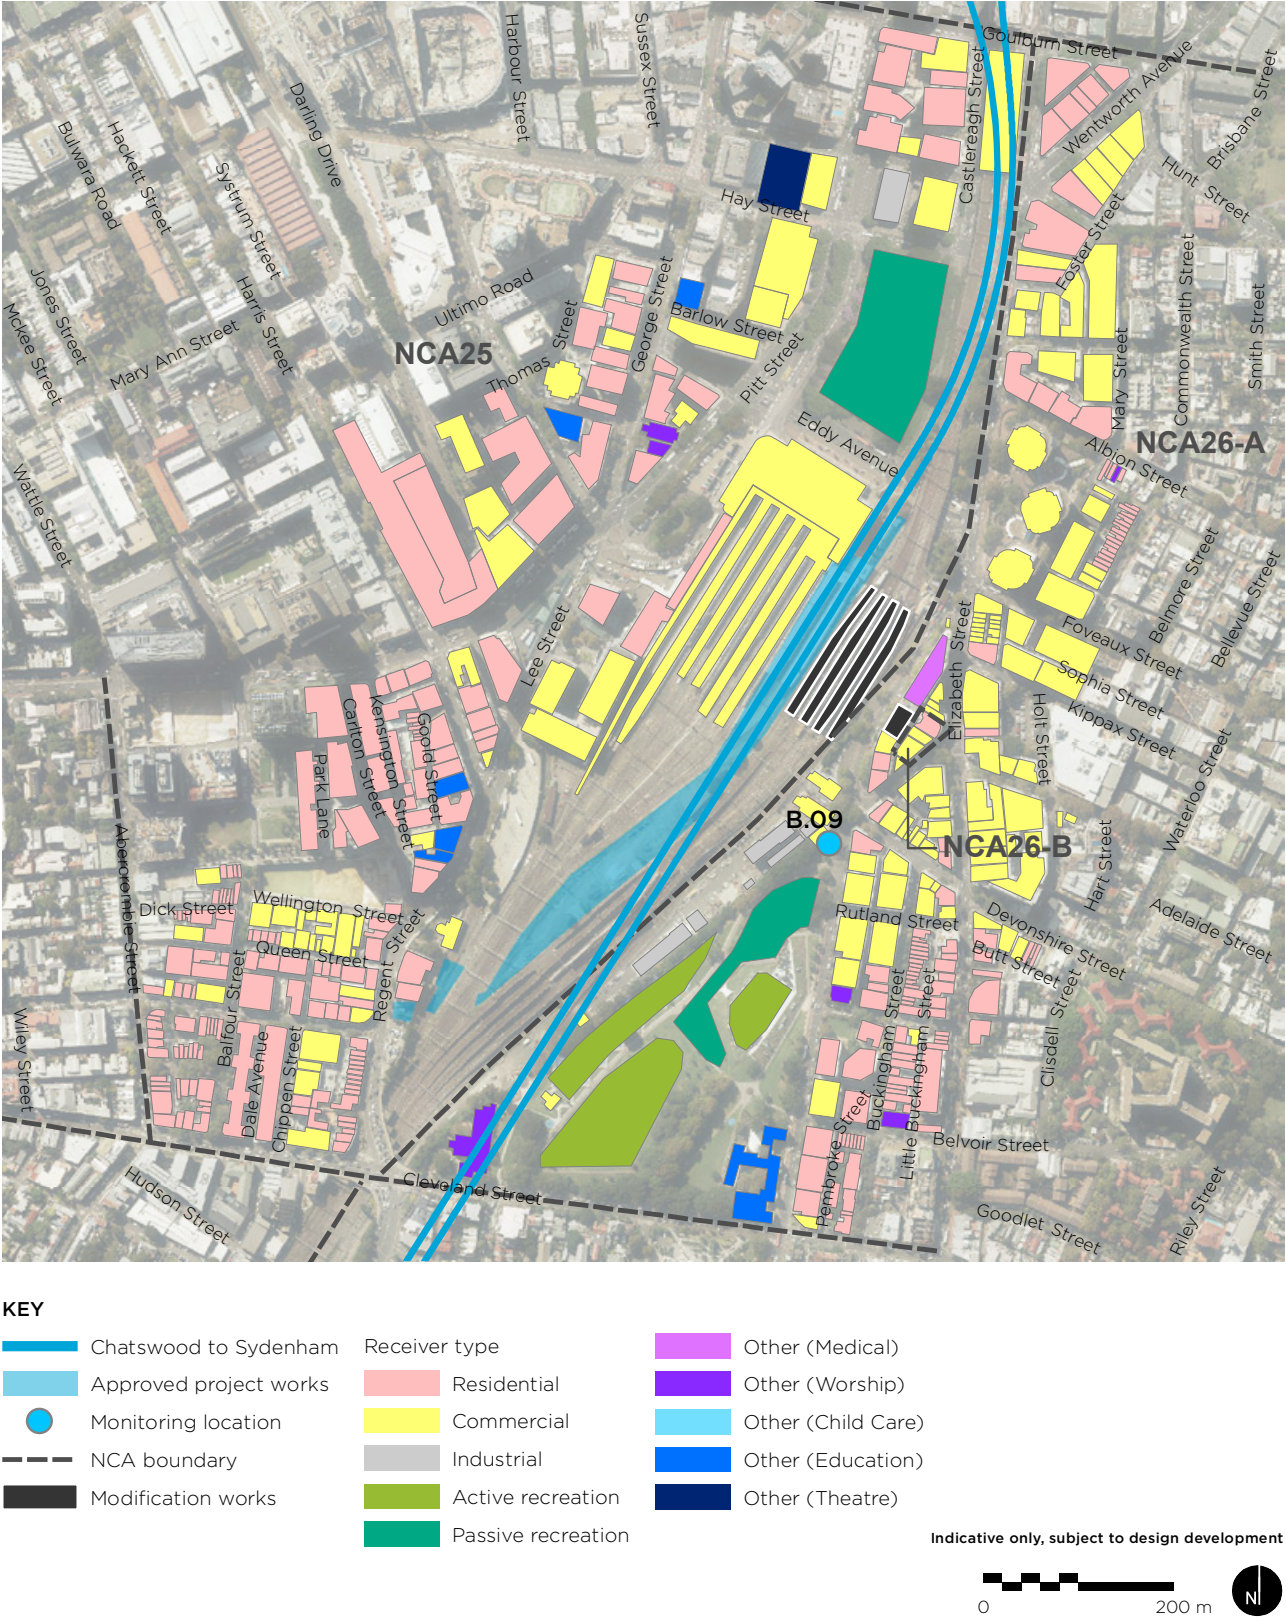 Goulburn Street
Harbour Street
Sussex Street
Wentworth Avenue
Brisbane Street
Castlereagh Street
Darling Drive
Hackett Street
Bulwara Road
Systrum Street
Hunt Street
Hay Street
Foster Street
Commonwealth Street
Smith Street
Jones Street
Mckee Street
Harris Street
Ultimo Road
George Street
Barlow Street
Pitt Street
Mary Ann Street
NCA25
Thomas Street
Mary Street
Eddy Avenue
NCA26-A
Albion Street
Wattle Street
Belmore Street
Bellevue Street
Lee Street
Elizabeth Street
Foveaux Street
Sophia Street
Kippax Street
Holt Street
Waterloo Street
Kensington Street
Carlton Street
Goold Street
Park Lane
B.09
NCA26-B
Hart Street
Abercrombie Street
Dick Street
Wellington Street
Queen Street
Regent Street
Rutland Street
Devonshire Street
Butt Street
Adelaide Street
Balfour Street
Wiley Street
Dale Avenue
Chippen Street
Buckingham Street
Little Buckingham Street
Clisdell Street
Pembroke Street
Belvoir Street
Cleveland Street
Hudson Street
Goodlet Street
Riley Street
KEY
Chatswood to Sydenham
Approved project works
Monitoring location
NCA boundary
Modification works
Receiver type
Residential
Commercial
Industrial
Active recreation
Passive recreation
Other (Medical)
Other (Worship)
Other (Child Care)
Other (Education)
Other (Theatre)
Indicative only, subject to design development
0 200 m
N